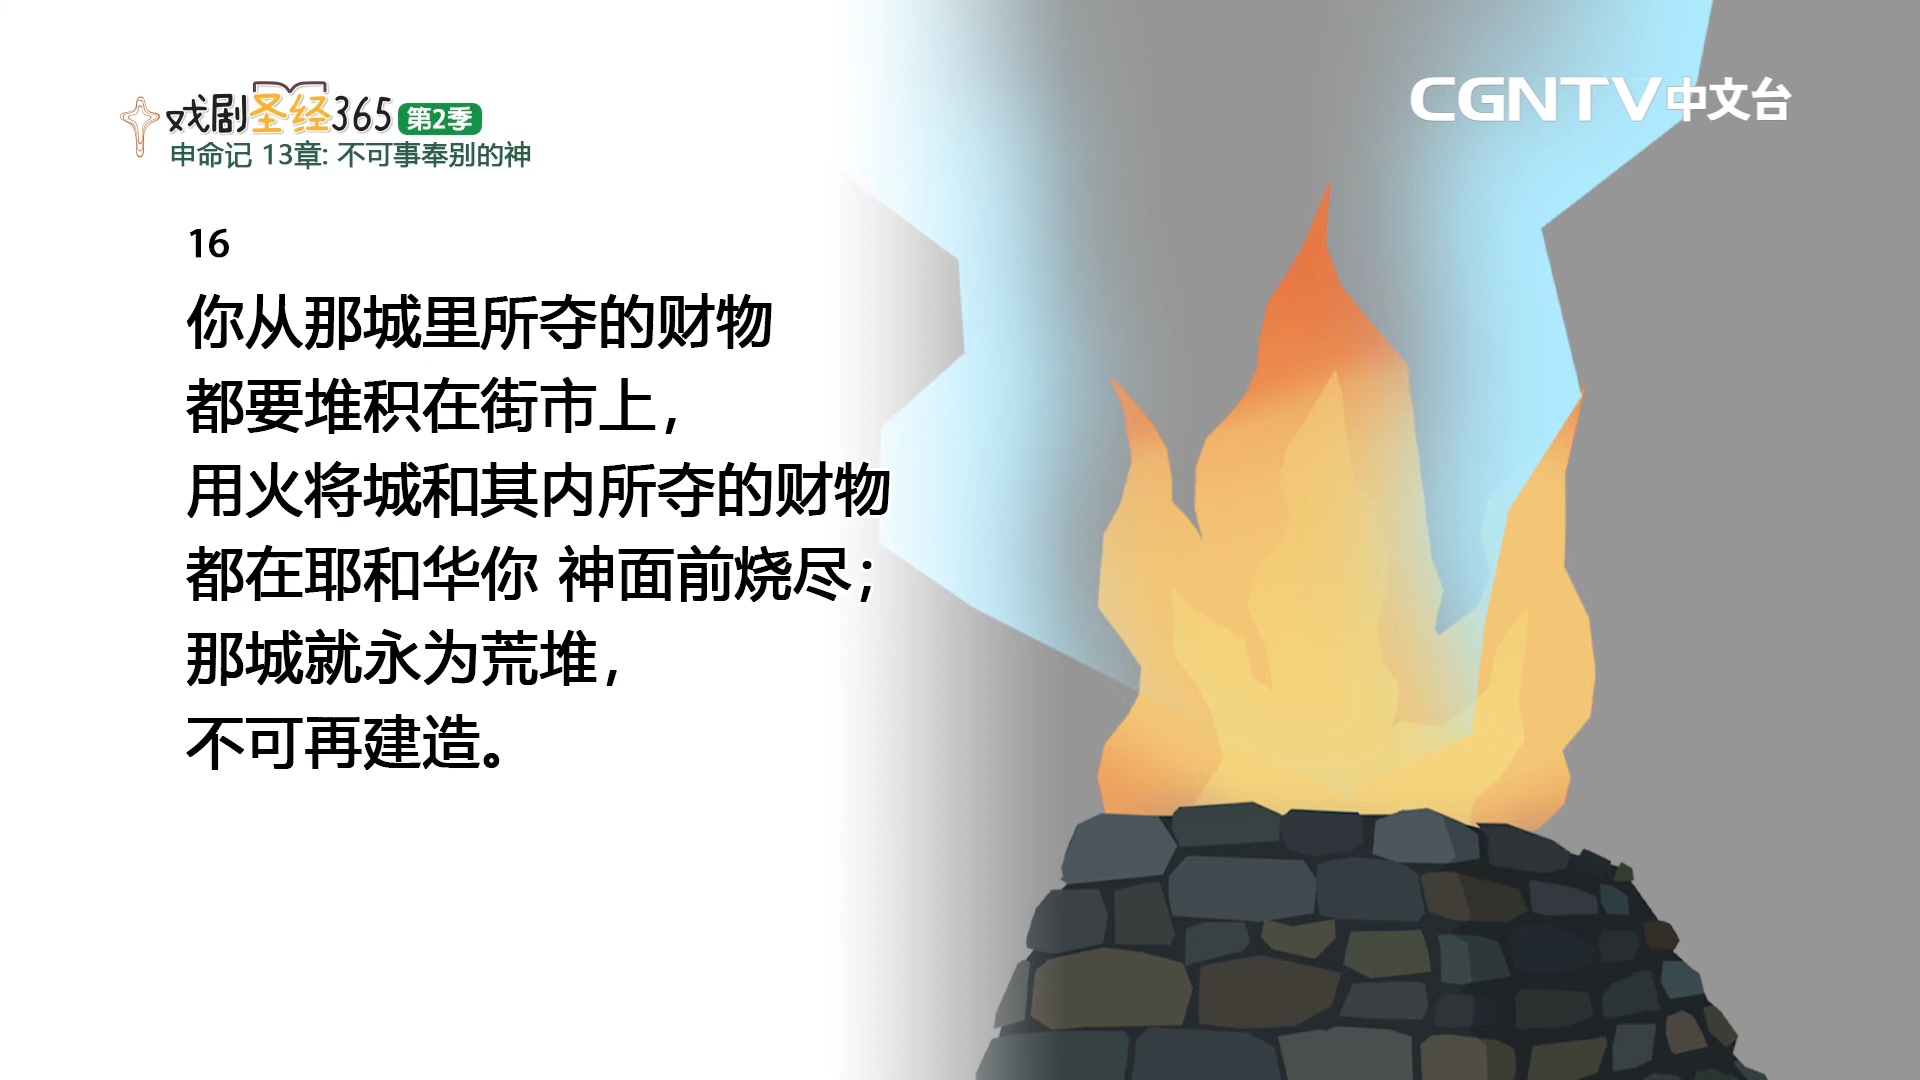 戏剧圣经365 第2季
CGNTV中文台
申命记 13章: 不可事奉别的神
16
你从那城里所夺的财物
都要堆积在街市上，
用火将城和其内所夺的财物
都在耶和华你 神面前烧尽；
那城就永为荒堆，
不可再建造。